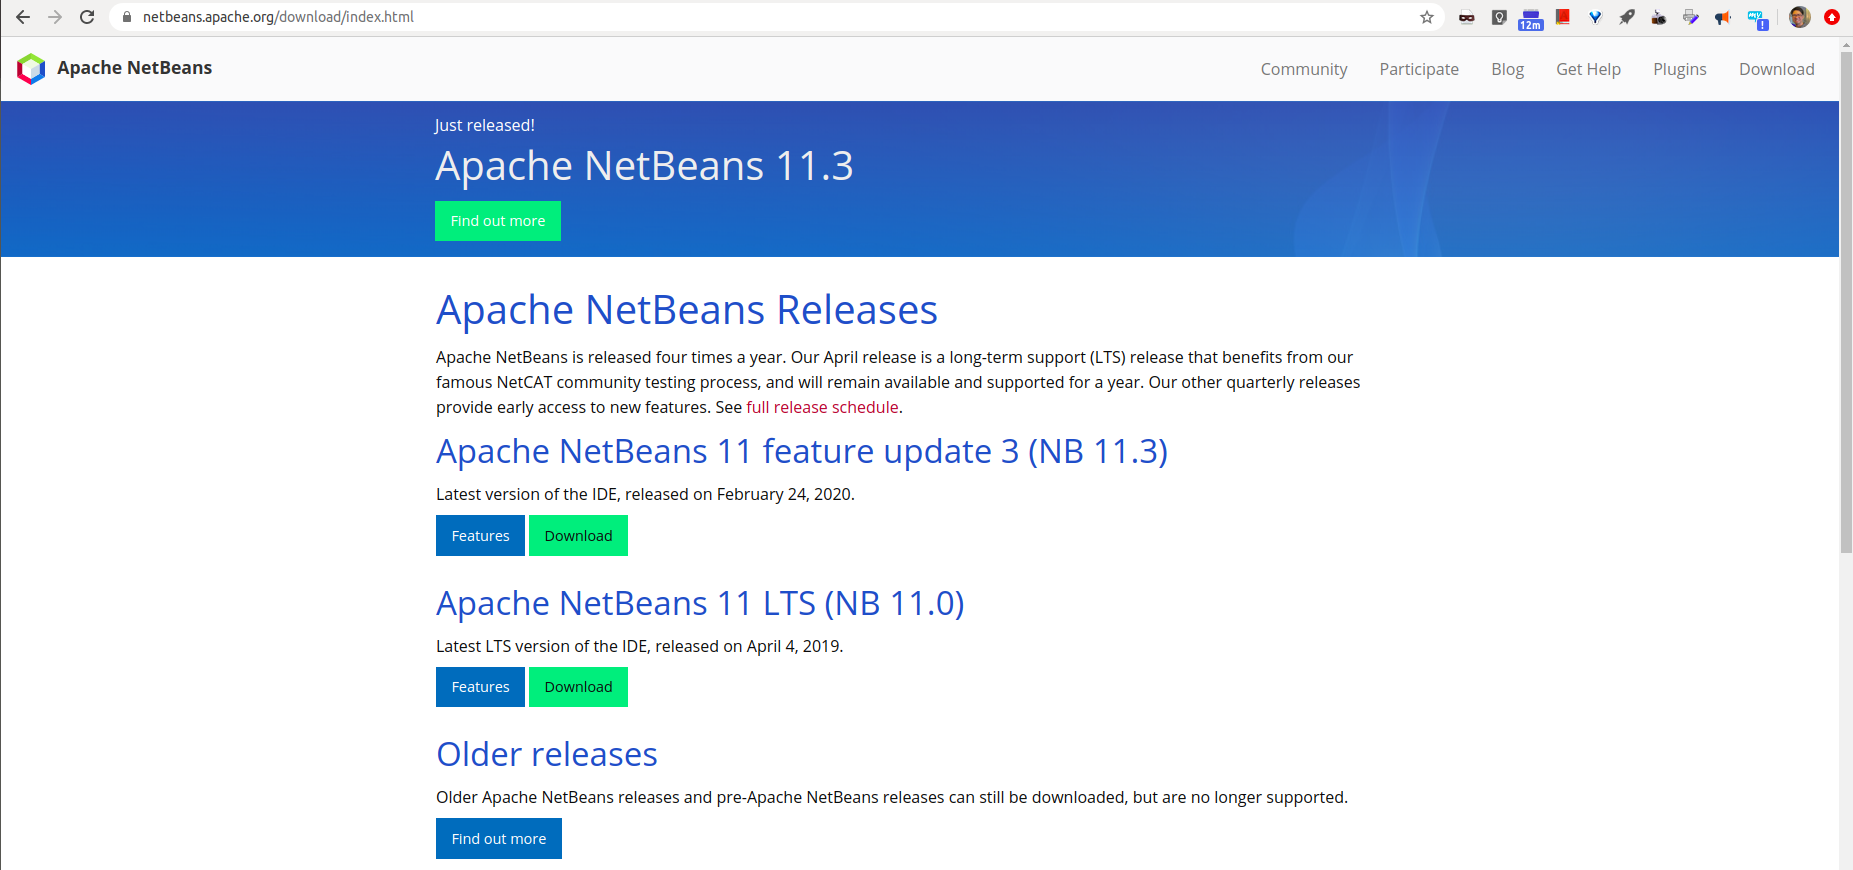 netbeans.apache.org/download/index.html
12m
Apache NetBeans
Community Participate Blog Get Help Plugins Download
Just released!
Apache NetBeans 11.3
Find out more
Apache NetBeans Releases
Apache NetBeans is released four times a year. Our April release is a long-term support (LTS) release that benefits from our
famous NetCAT community testing process, and will remain available and supported for a year. Our other quarterly releases
provide early access to new features. See full release schedule.
Apache NetBeans 11 feature update 3 (NB 11.3)
Latest version of the IDE, released on February 24, 2020.
Features Download
Apache NetBeans 11 LTS (NB 11.0)
Latest LTS version of the IDE, released on April 4, 2019.
Features Download
Older releases
Older Apache NetBeans releases and pre-Apache NetBeans releases can still be downloaded, but are no longer supported.
Find out more